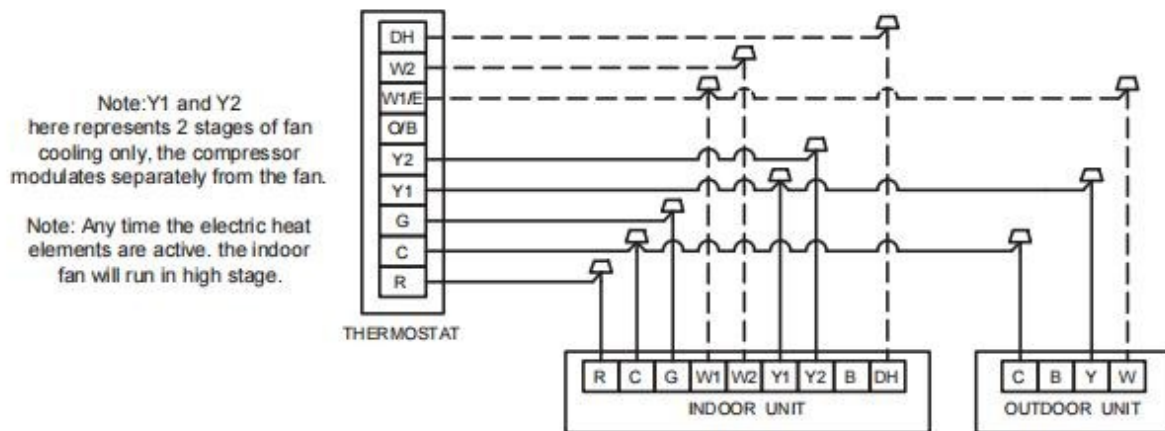 Note:Y1 and Y2
here represents 2 stages of fan
cooling only, the compressor
modulates separately from the fan.
Note: Any time the electric heat
elements are active. the indoor
fan will run in high stage.
DH
W2
W1/E
O/B
Y2
Y1
G
C
R
THERMOSTAT
R C G W1 W2 Y1 Y2 B DH
INDOOR UNIT
C B Y W
OUTDOOR UNIT